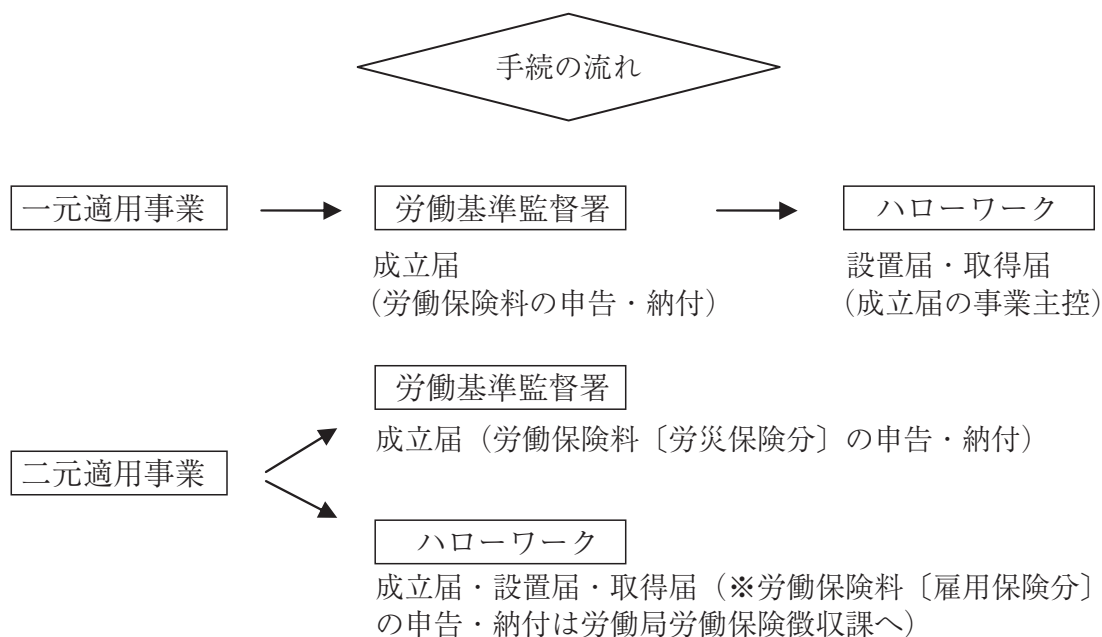 手続の流れ
一元適用事業
労働基準監督署
ハローワーク
成立届
(労働保険料の申告・納付)
設置届・取得届
(成立届の事業主控)
労働基準監督署
成立届(労働保険料〔労災保険分〕の申告・納付)
二元適用事業
ハローワーク
成立届・設置届・取得届(※労働保険料〔雇用保険分〕
の申告・納付は労働局労働保険徴収課へ)